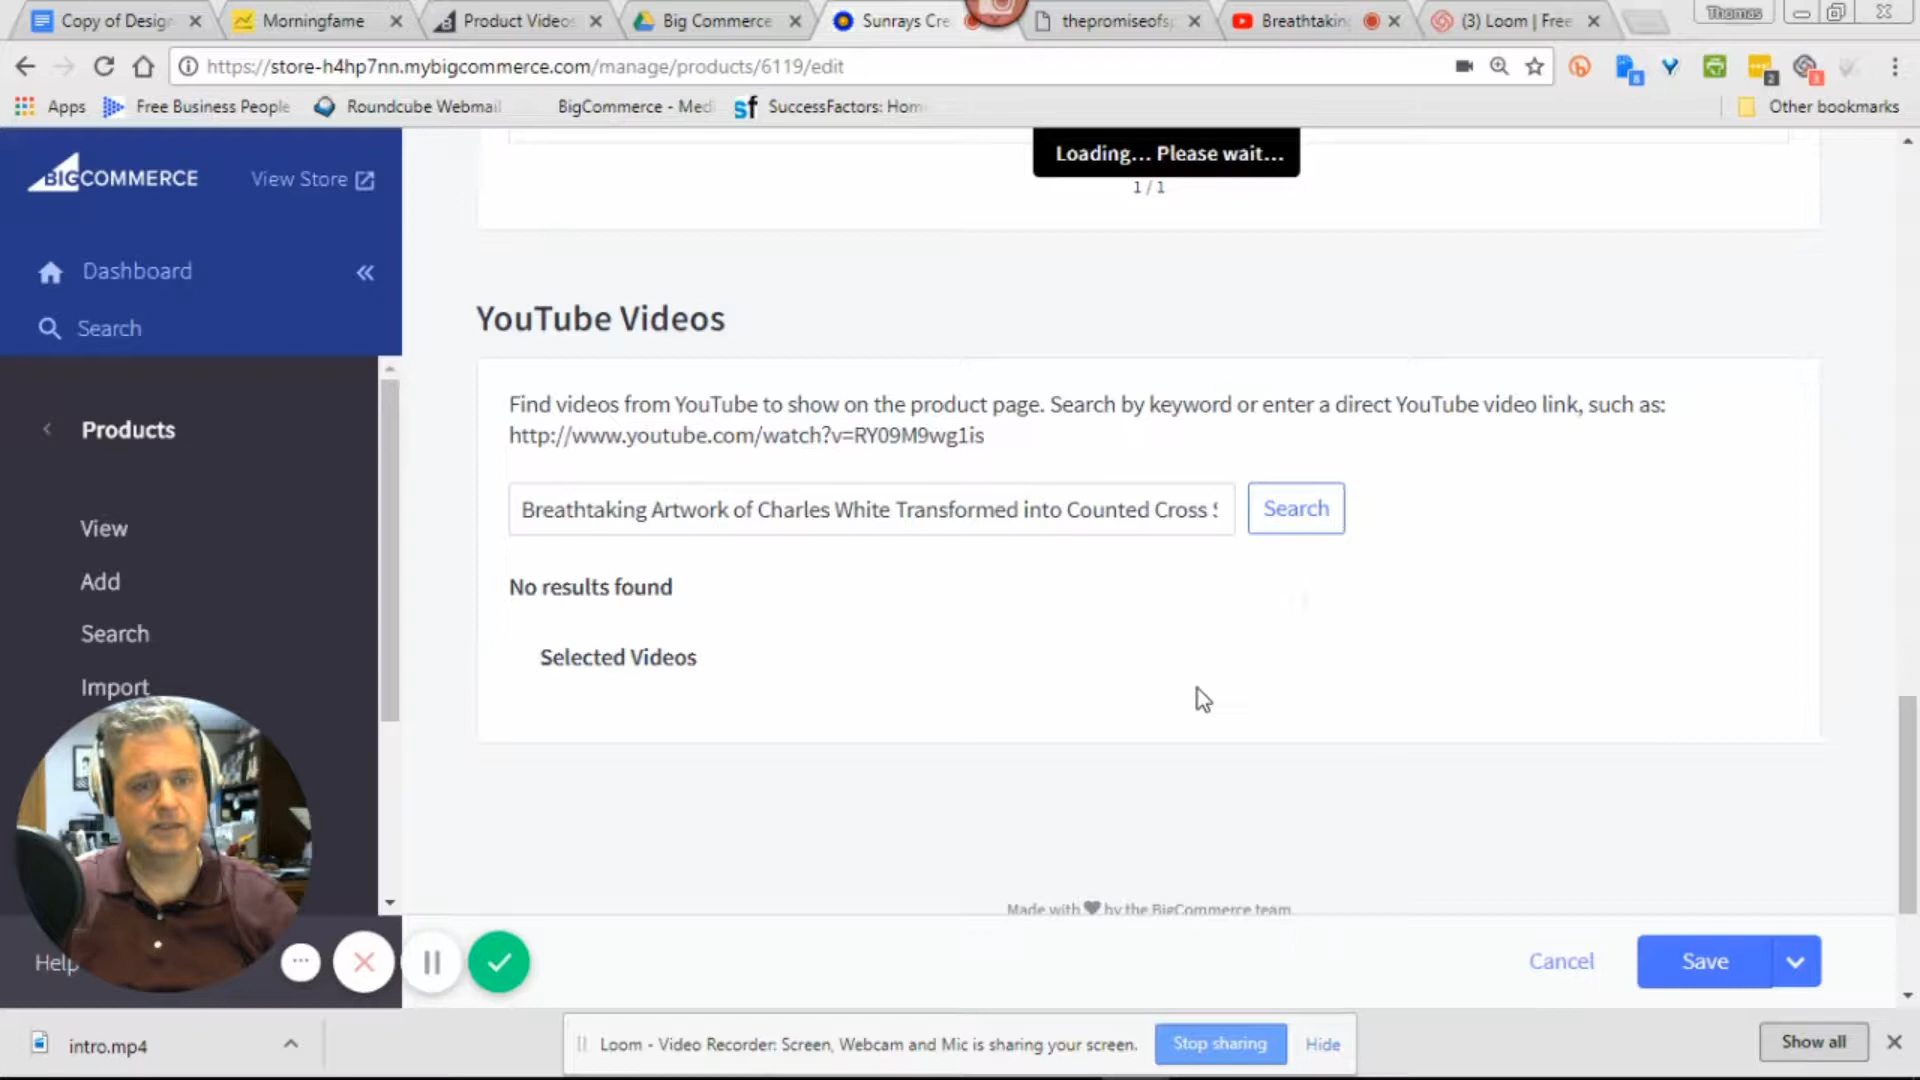 Copy of Desig
Morningfame
Product Videos
Big Commerce
Sunrays Cre
thepromiseofs
Breathtakin
(3) Loom | Free
Thomas
https://store-h4hp7nn.mybigcommerce.com/manage/products/6119/edit
Apps
Free Business People
Roundcube Webmail
BigCommerce - Medi
SuccessFactors: Hom
Other bookmarks
BIGCOMMERCE
View Store
Loading... Please wait...
1 / 1
Dashboard
Search
YouTube Videos
Find videos from YouTube to show on the product page. Search by keyword or enter a direct YouTube video link, such as:
http://www.youtube.com/watch?v=RY09M9wg1is
Products
Breathtaking Artwork of Charles White Transformed into Counted Cross S
Search
View
Add
No results found
Search
Selected Videos
Import
Made with ❤ by the BigCommerce team.
Help
Cancel
Save
intro.mp4
Loom - Video Recorder: Screen, Webcam and Mic is sharing your screen.
Stop sharing
Hide
Show all